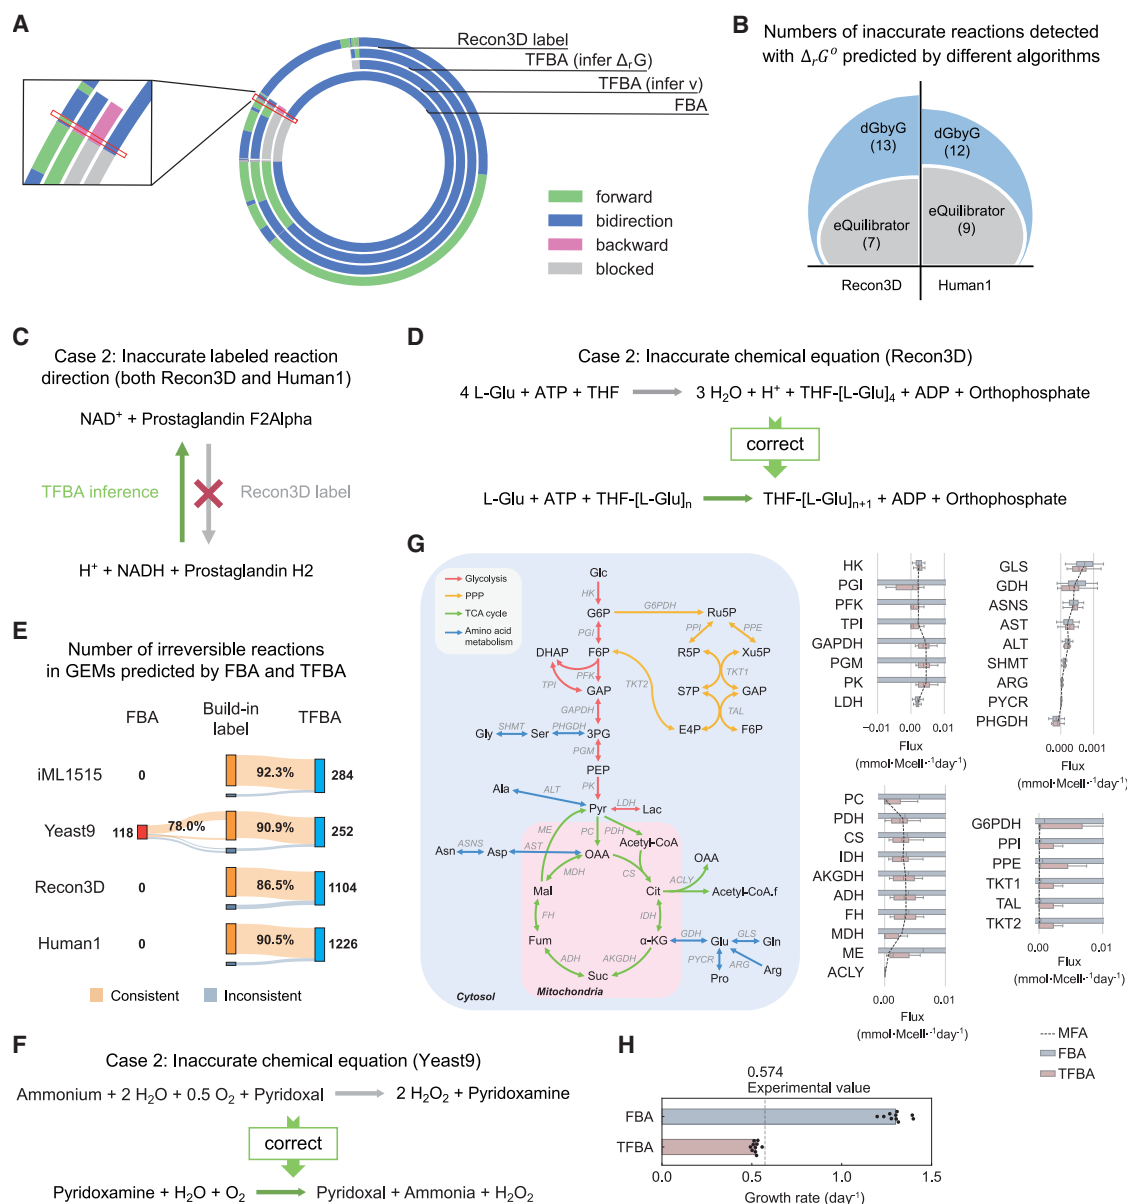 A
Recon3D label
TFBA (infer ΔrG)
TFBA (infer v)
FBA
forward
bidirection
backward
blocked
B
Numbers of inaccurate reactions detected
with ΔrG° predicted by different algorithms
dGbyG
(13)
dGbyG
(12)
eQuilibrator
(7)
eQuilibrator
(9)
Recon3D
Human1
C
Case 2: Inaccurate labeled reaction
direction (both Recon3D and Human1)
NAD+ + Prostaglandin F2Alpha
TFBA inference
Recon3D label
H+ + NADH + Prostaglandin H2
D
Case 2: Inaccurate chemical equation (Recon3D)
4 L-Glu + ATP + THF
3 H2O + H+ + THF-[L-Glu]4 + ADP + Orthophosphate
correct
L-Glu + ATP + THF-[L-Glu]n
THF-[L-Glu]n+1 + ADP + Orthophosphate
E
Number of irreversible reactions
in GEMs predicted by FBA and TFBA
FBA
Build-in
label
TFBA
iML1515
0
92.3%
284
Yeast9
118
78.0%
90.9%
252
Recon3D
0
86.5%
1104
Human1
0
90.5%
1226
Consistent
Inconsistent
F
Case 2: Inaccurate chemical equation (Yeast9)
Ammonium + 2 H2O + 0.5 O2 + Pyridoxal
2 H2O2 + Pyridoxamine
correct
Pyridoxamine + H2O + O2
Pyridoxal + Ammonia + H2O2
G
Glycolysis
PPP
TCA cycle
Amino acid
metabolism
Glc
HK
G6P
G6PDH
Ru5P
PGI
PPI
PPE
DHAP
F6P
R5P
Xu5P
PFK
TPI
TKT2
TKT1
GAP
S7P
GAP
GAPDH
TAL
Gly
SHMT
Ser
PHGDH
3PG
E4P
F6P
PGM
PEP
PK
Ala
ALT
Pyr
LDH
Lac
ME
PC
PDH
Acetyl-CoA
Asn
ASNS
Asp
AST
OAA
OAA
MDH
CS
ACLY
Mal
Cit
Acetyl-CoA.f
FH
IDH
Fum
α-KG
GDH
Glu
GLS
Gln
ADH
AKGDH
PYCR
ARG
Suc
Pro
Arg
Cytosol
Mitochondria
HK
PGI
PFK
TPI
GAPDH
PGM
PK
LDH
−0.01
0.00
0.01
Flux
(mmol·Mcell-1day-1)
GLS
GDH
ASNS
AST
ALT
SHMT
ARG
PYCR
PHGDH
0.000
0.001
Flux
(mmol·Mcell-1day-1)
PC
PDH
CS
IDH
AKGDH
ADH
FH
MDH
ME
ACLY
0.00
0.01
Flux
(mmol·Mcell-1day-1)
G6PDH
PPI
PPE
TKT1
TAL
TKT2
0.00
0.01
Flux
(mmol·Mcell-1day-1)
MFA
FBA
TFBA
H
0.574
Experimental value
FBA
TFBA
0.0
0.5
1.0
1.5
Growth rate (day-1)